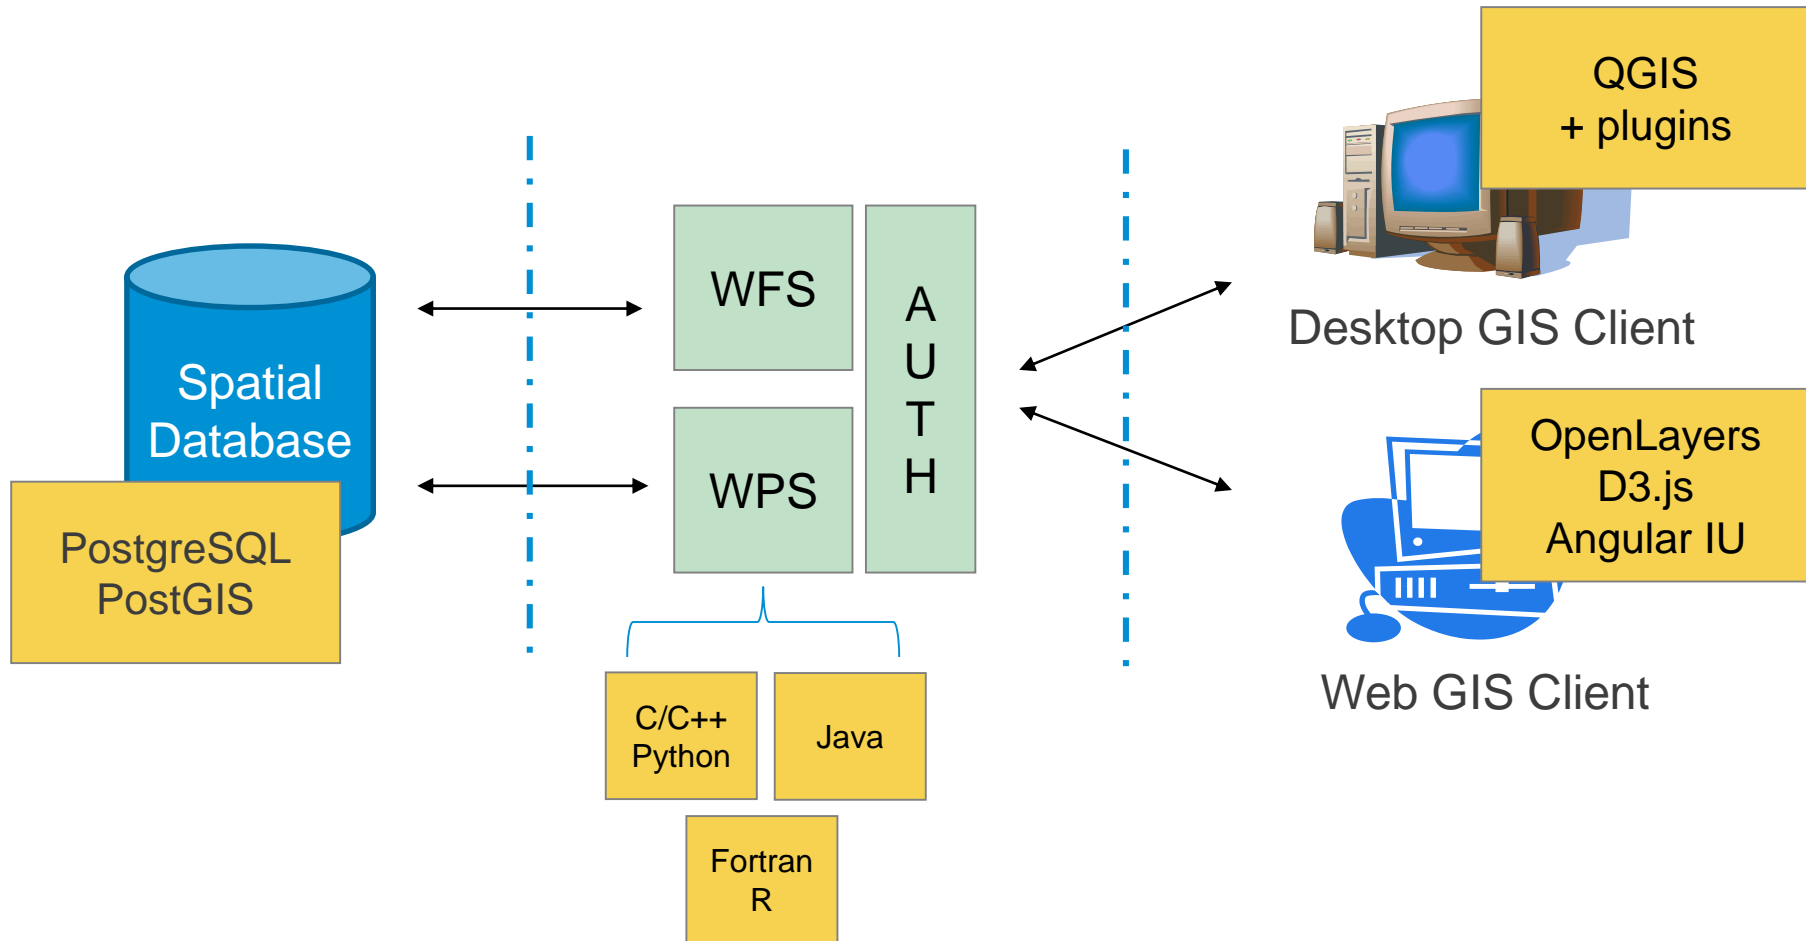 Spatial
Database
PostgreSQL
PostGIS
WFS
WPS
A
U
T
H
C/C++
Python
Java
Fortran
R
QGIS
+ plugins
Desktop GIS Client
OpenLayers
D3.js
Angular IU
Web GIS Client